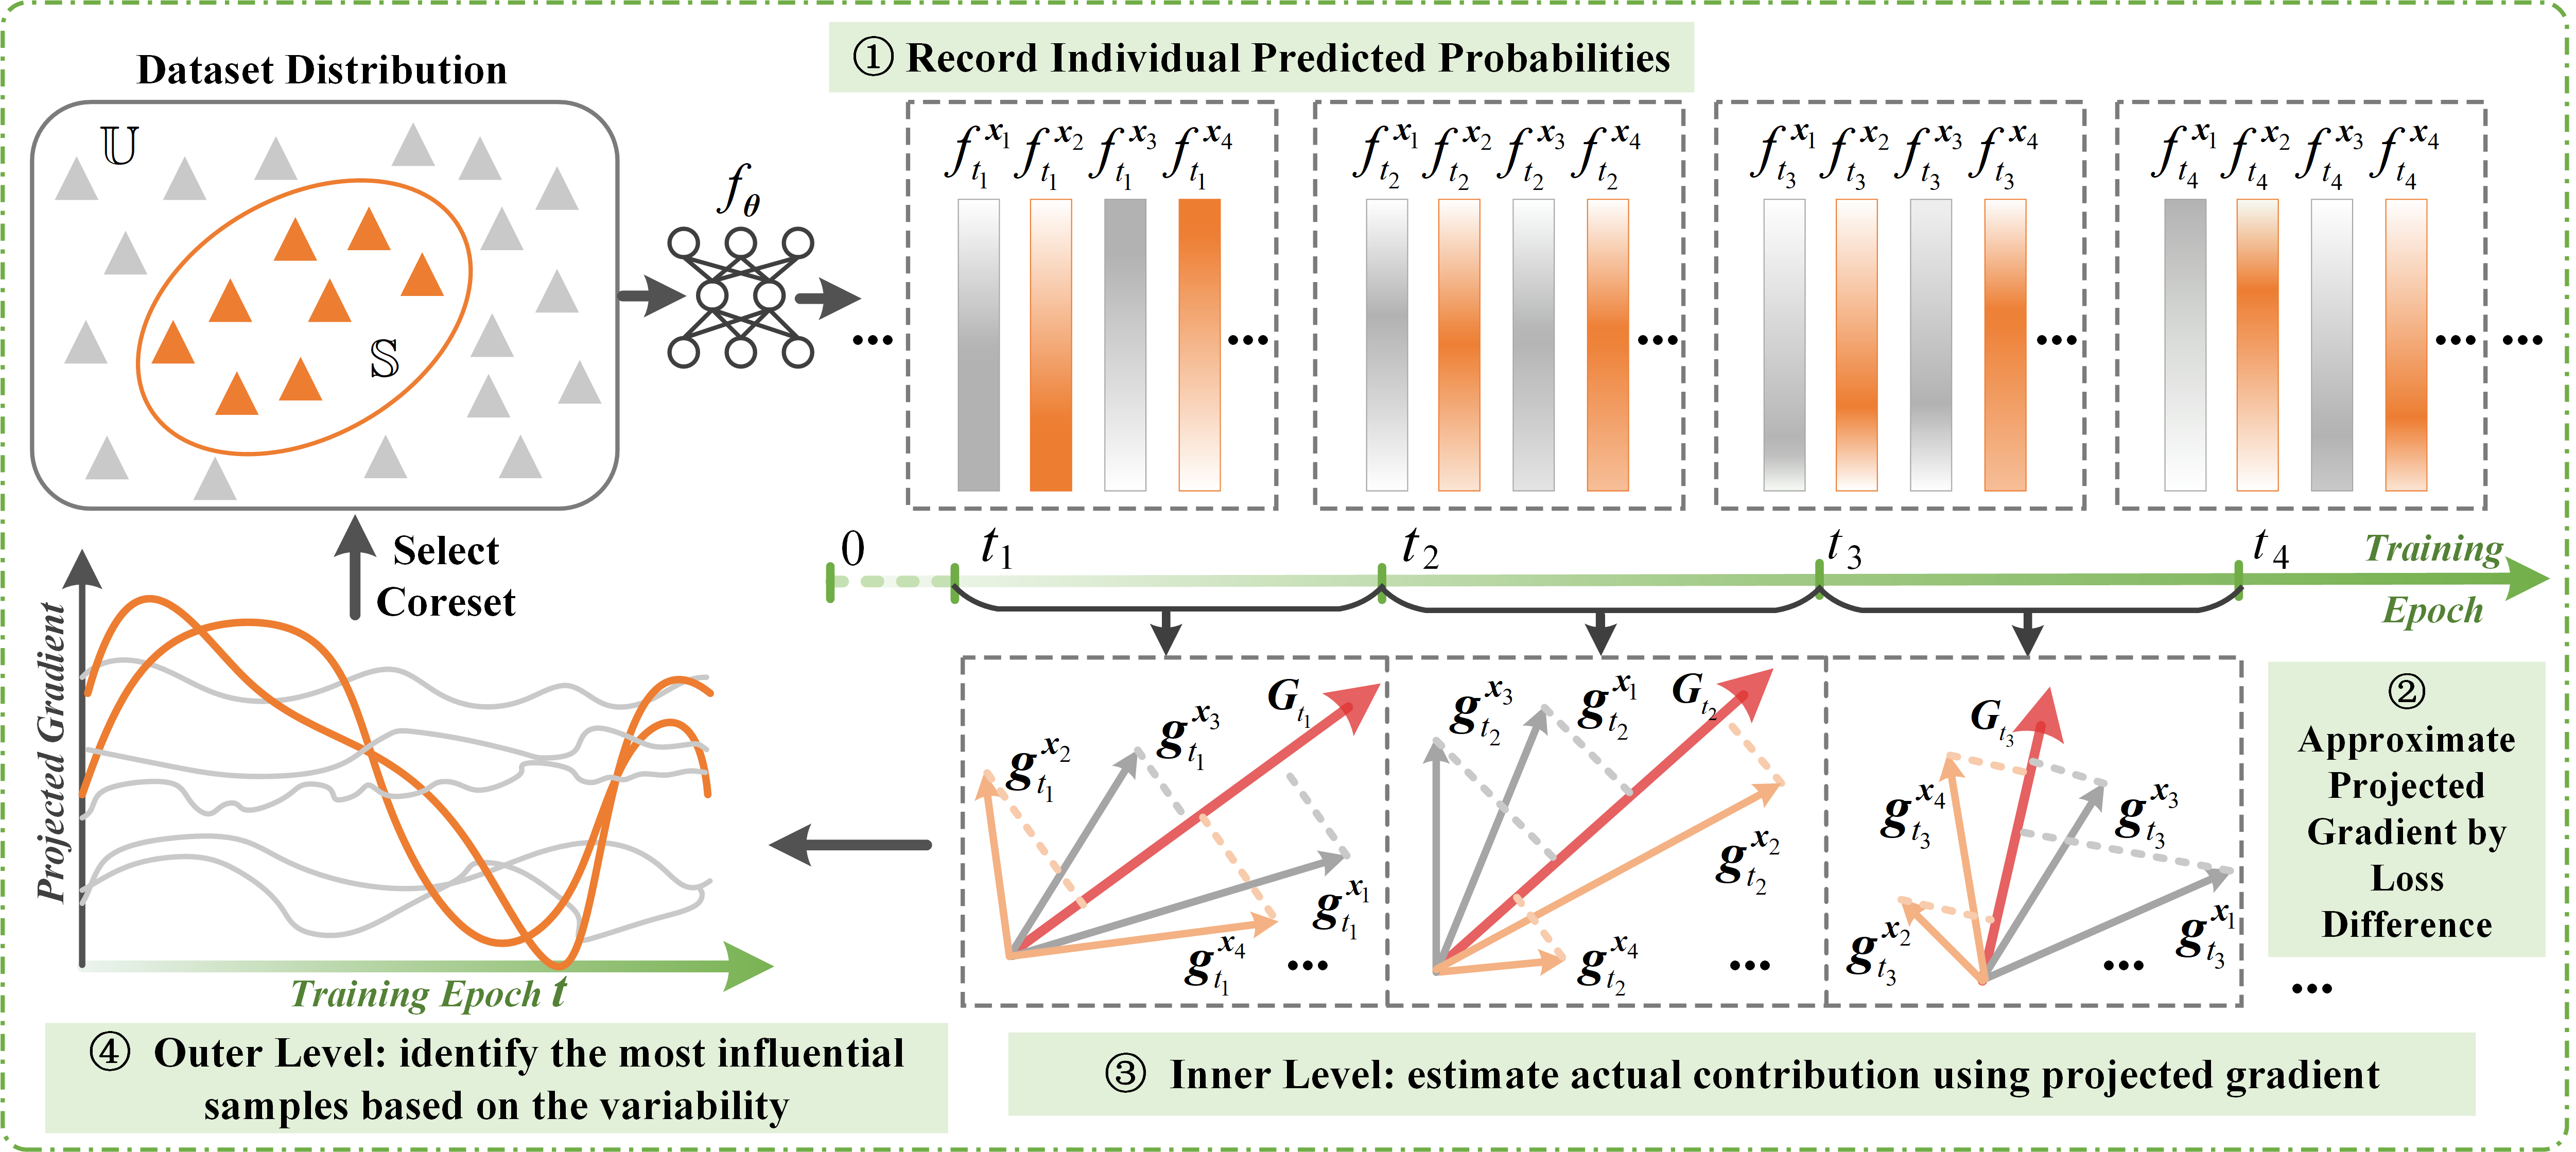 Dataset Distribution
𝕌
𝕊
f_θ
① Record Individual Predicted Probabilities
f_{t_1}^{x_1} f_{t_1}^{x_2} f_{t_1}^{x_3} f_{t_1}^{x_4}
f_{t_2}^{x_1} f_{t_2}^{x_2} f_{t_2}^{x_3} f_{t_2}^{x_4}
f_{t_3}^{x_1} f_{t_3}^{x_2} f_{t_3}^{x_3} f_{t_3}^{x_4}
f_{t_4}^{x_1} f_{t_4}^{x_2} f_{t_4}^{x_3} f_{t_4}^{x_4}
... ... ... ... ... ...
0 t_1 t_2 t_3 t_4
Training
Epoch
g_{t_1}^{x_2} g_{t_1}^{x_3} G_{t_1} g_{t_1}^{x_1} g_{t_1}^{x_4} ...
g_{t_2}^{x_3} g_{t_2}^{x_1} G_{t_2} g_{t_2}^{x_2} g_{t_2}^{x_4} ...
G_{t_3} g_{t_3}^{x_4} g_{t_3}^{x_3} g_{t_3}^{x_2} g_{t_3}^{x_1} ...
...
②
Approximate
Projected
Gradient by
Loss
Difference
③ Inner Level: estimate actual contribution using projected gradient
Select
Coreset
Projected Gradient
Training Epoch t
④ Outer Level: identify the most influential
samples based on the variability